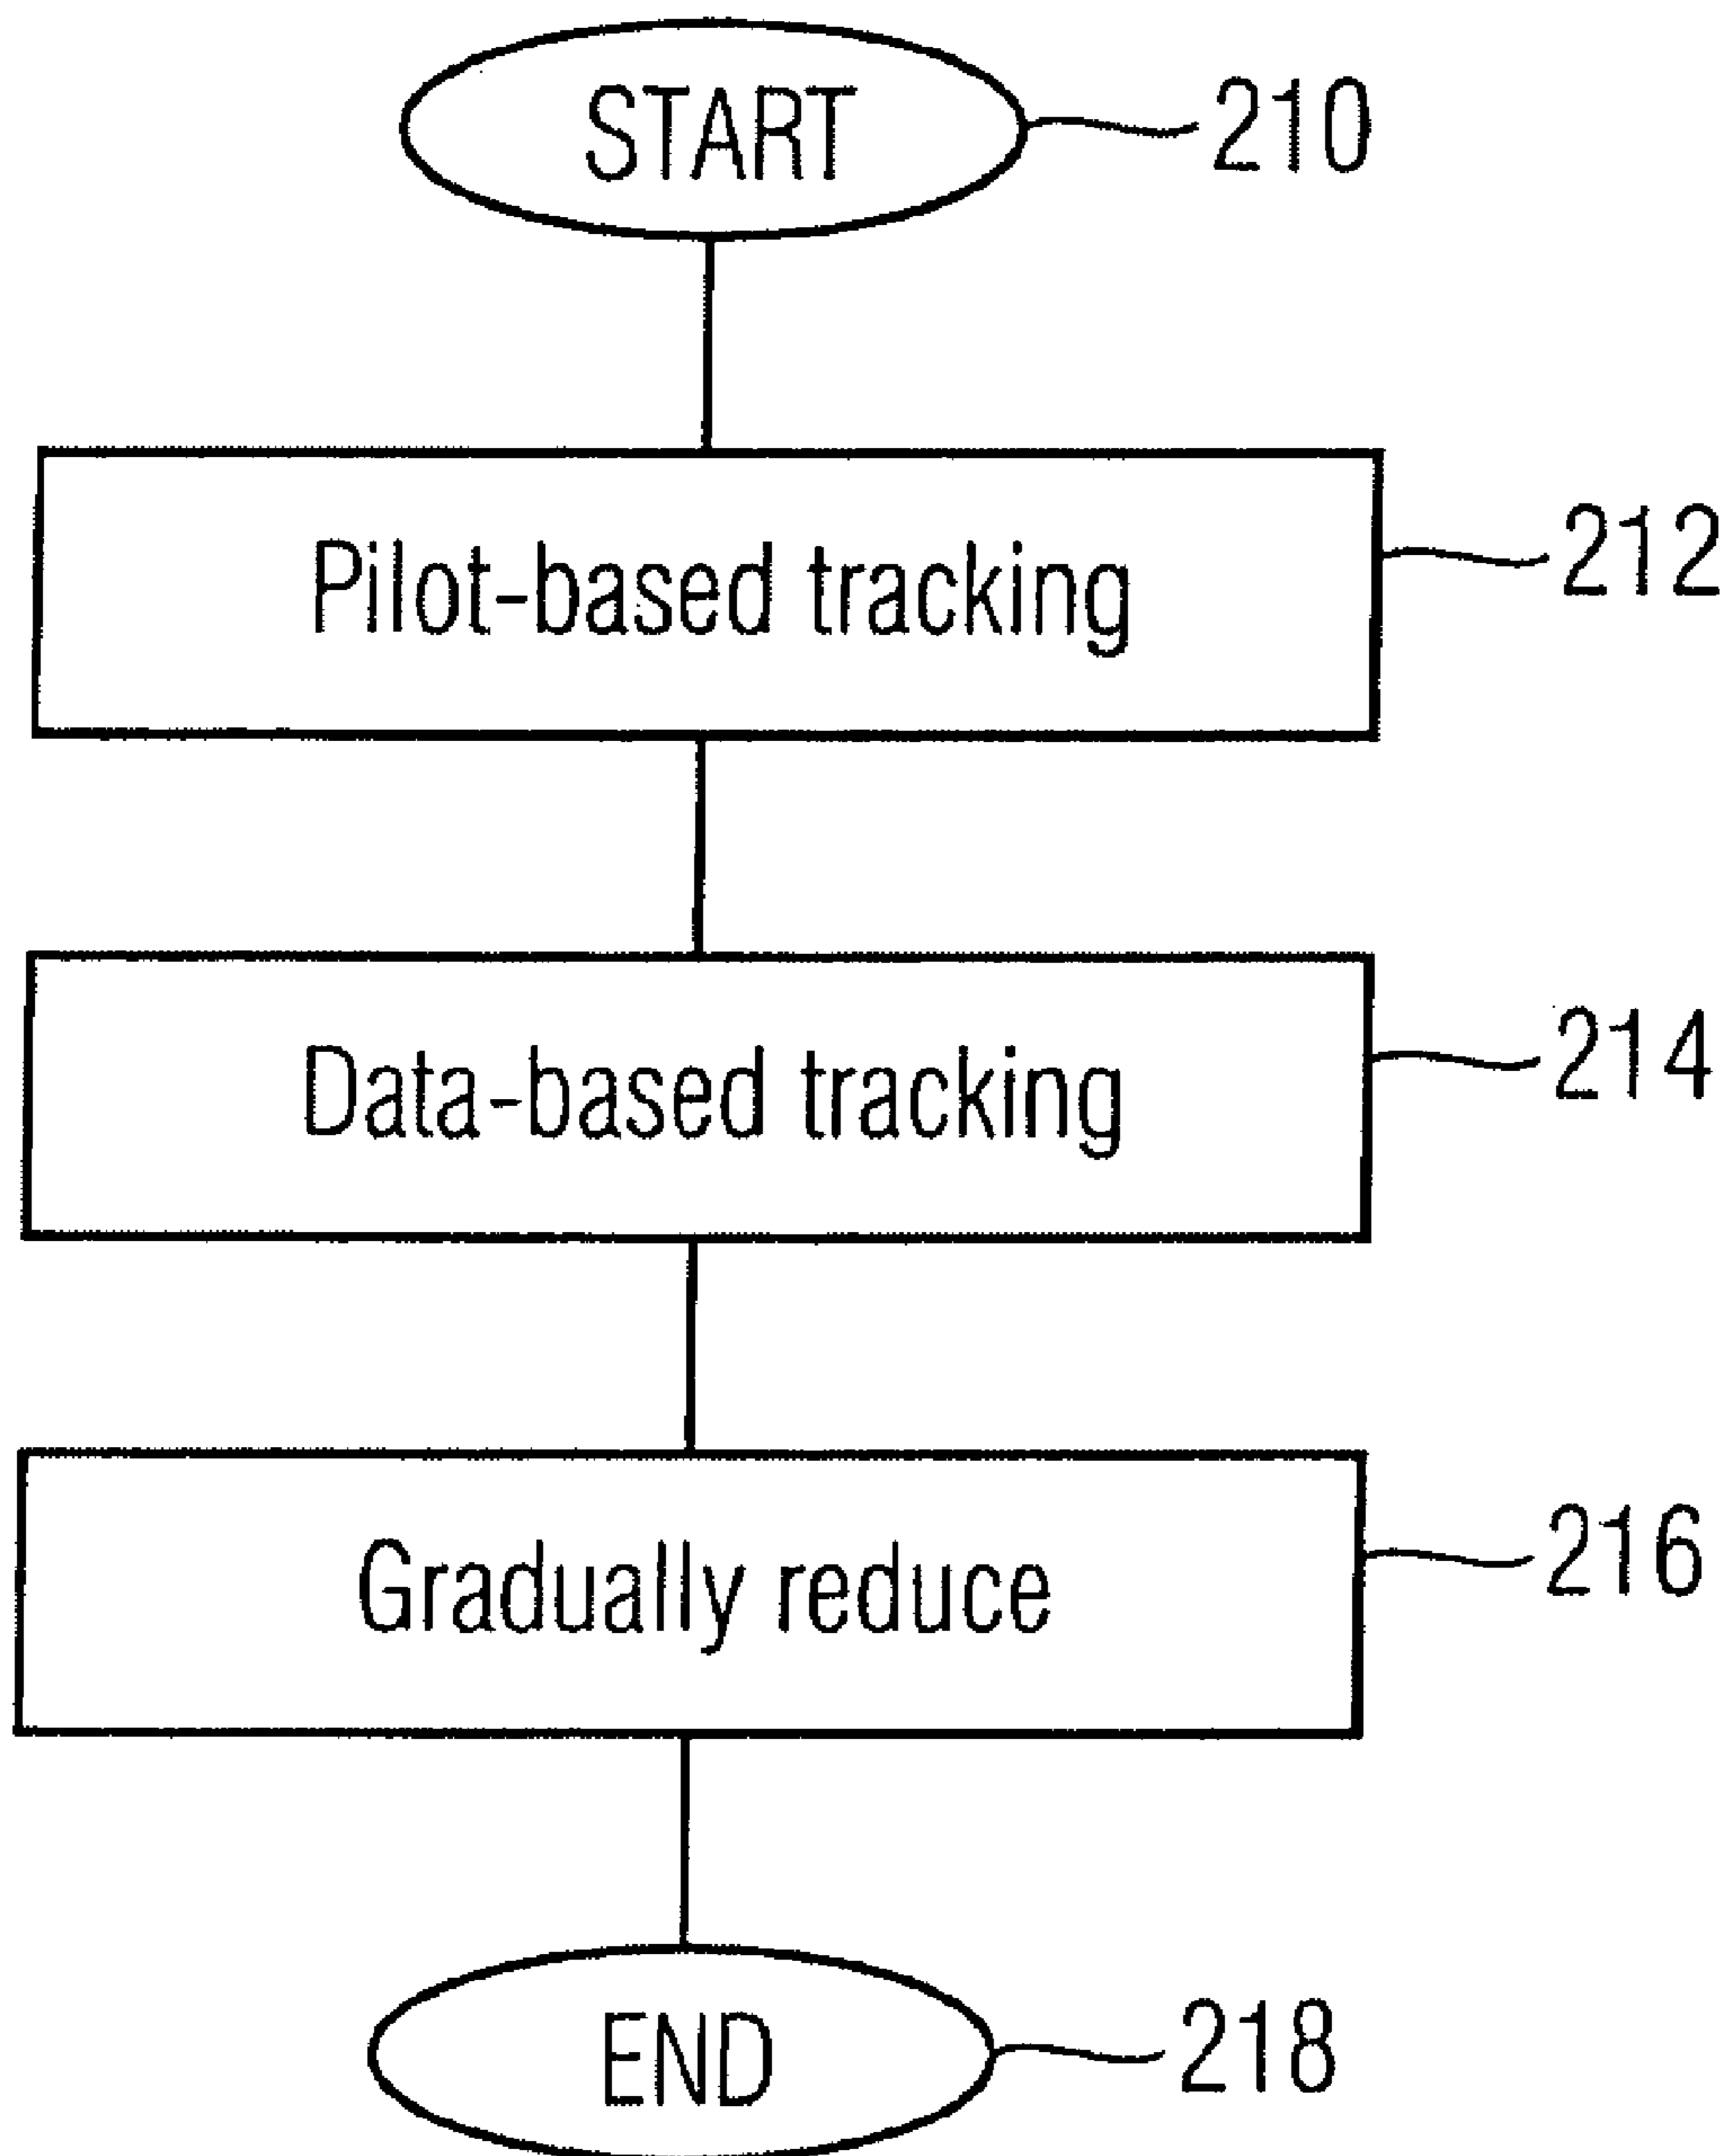 START 210
Pilot-based tracking 212
Data-based tracking 214
Gradually reduce 216
END 218